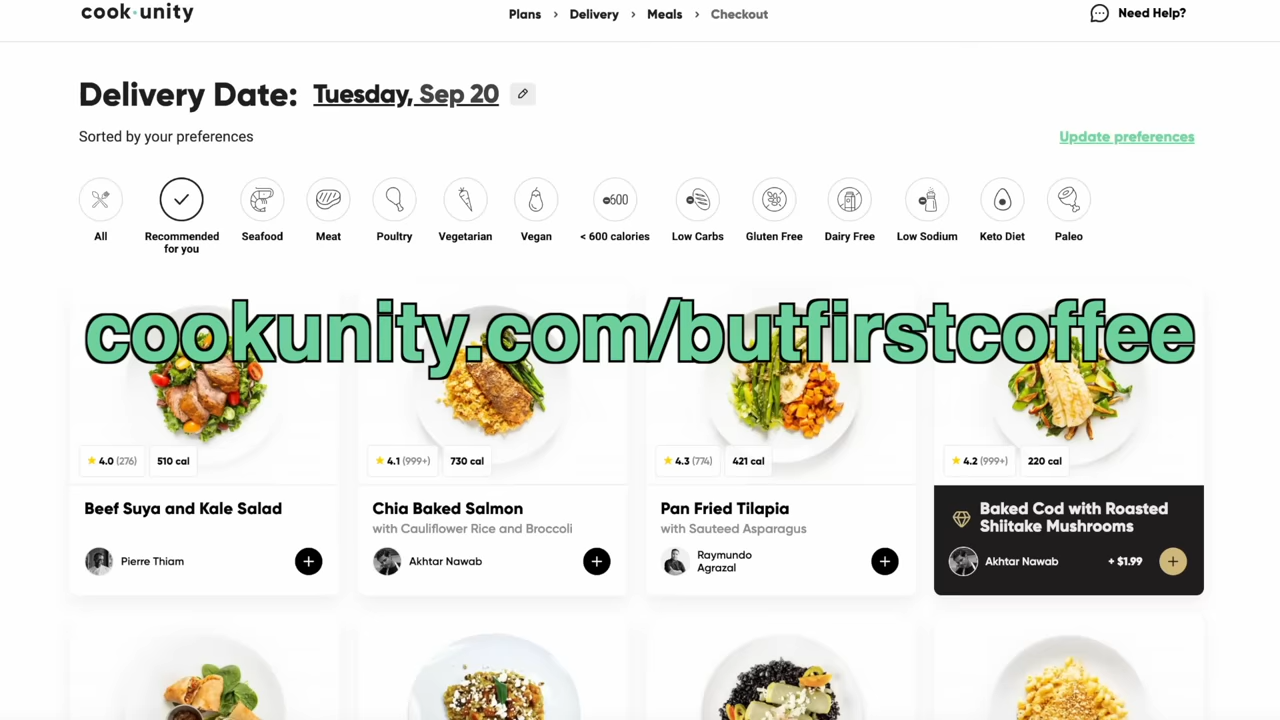 cook·unity
Plans > Delivery > Meals > Checkout
Need Help?
Delivery Date: Tuesday, Sep 20
Sorted by your preferences
Update preferences
All
Recommended
for you
Seafood
Meat
Poultry
Vegetarian
Vegan
-600
< 600 calories
Low Carbs
Gluten Free
Dairy Free
Low Sodium
Keto Diet
Paleo
cookunity.com/butfirstcoffee
4.0 (276) 510 cal
Beef Suya and Kale Salad
Pierre Thiam
4.1 (999+) 730 cal
Chia Baked Salmon
with Cauliflower Rice and Broccoli
Akhtar Nawab
4.3 (774) 421 cal
Pan Fried Tilapia
with Sauteed Asparagus
Raymundo
Agrazal
4.2 (999+) 220 cal
Baked Cod with Roasted
Shiitake Mushrooms
Akhtar Nawab + $1.99